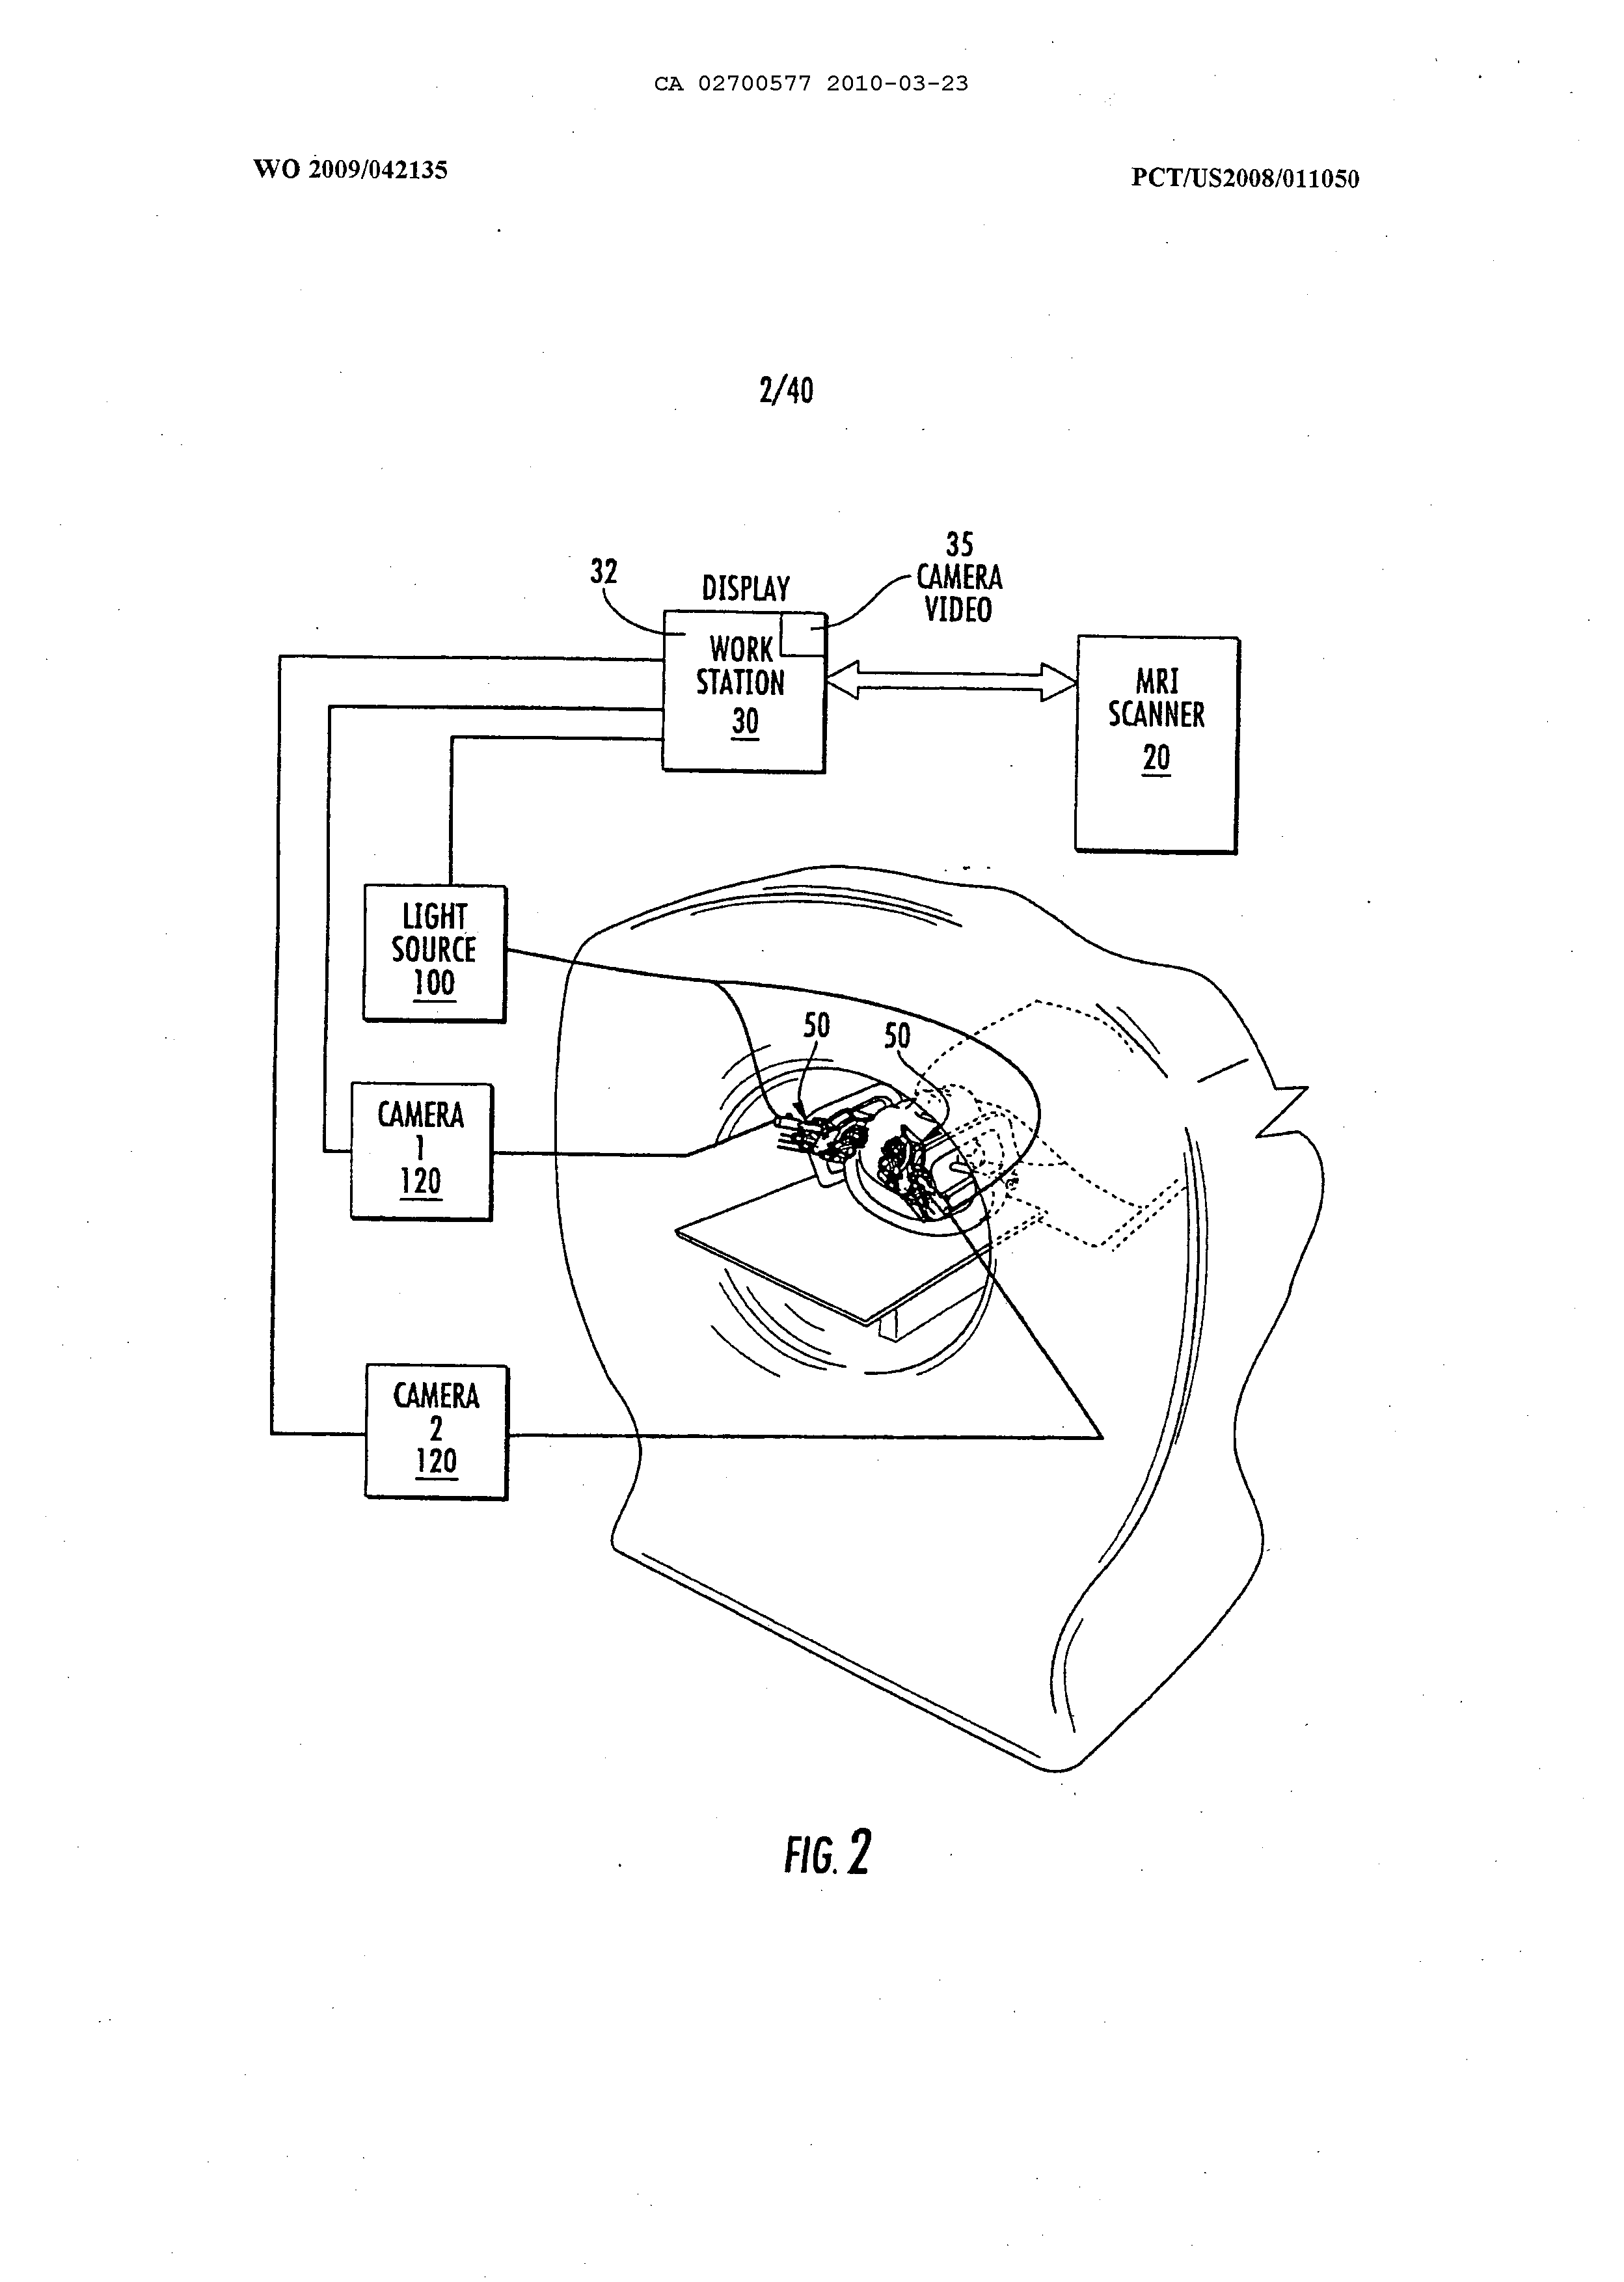 CA 02700577 2010-03-23
WO 2009/042135
PCT/US2008/011050
2/40
32
DISPLAY
35
CAMERA
VIDEO
WORK
STATION
30
MRI
SCANNER
20
LIGHT
SOURCE
100
50
50
CAMERA
1
120
CAMERA
2
120
FIG. 2